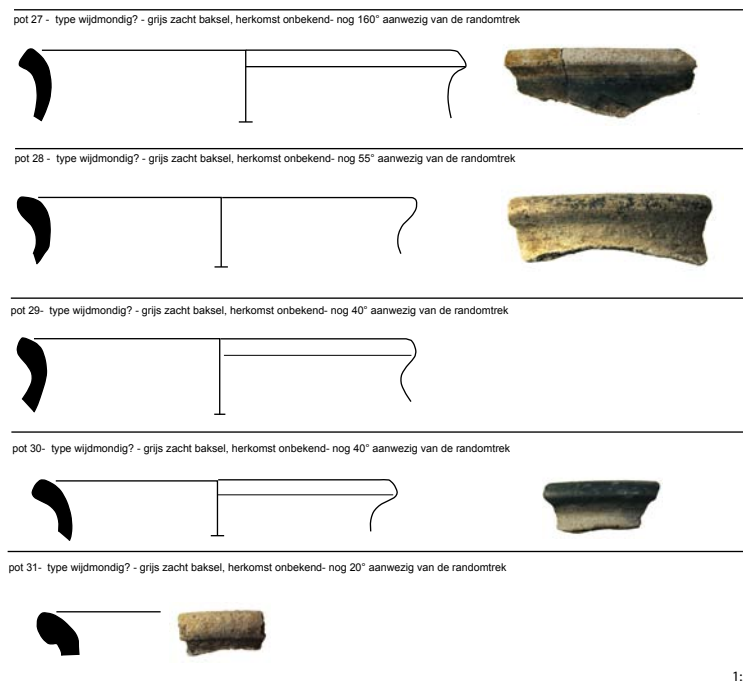 pot 27 - type wijdmondig? - grijs zacht baksel, herkomst onbekend- nog 160° aanwezig van de randomtrek
pot 28 - type wijdmondig? - grijs zacht baksel, herkomst onbekend- nog 55° aanwezig van de randomtrek
pot 29- type wijdmondig? - grijs zacht baksel, herkomst onbekend- nog 40° aanwezig van de randomtrek
pot 30- type wijdmondig? - grijs zacht baksel, herkomst onbekend- nog 40° aanwezig van de randomtrek
pot 31- type wijdmondig? - grijs zacht baksel, herkomst onbekend- nog 20° aanwezig van de randomtrek
1: